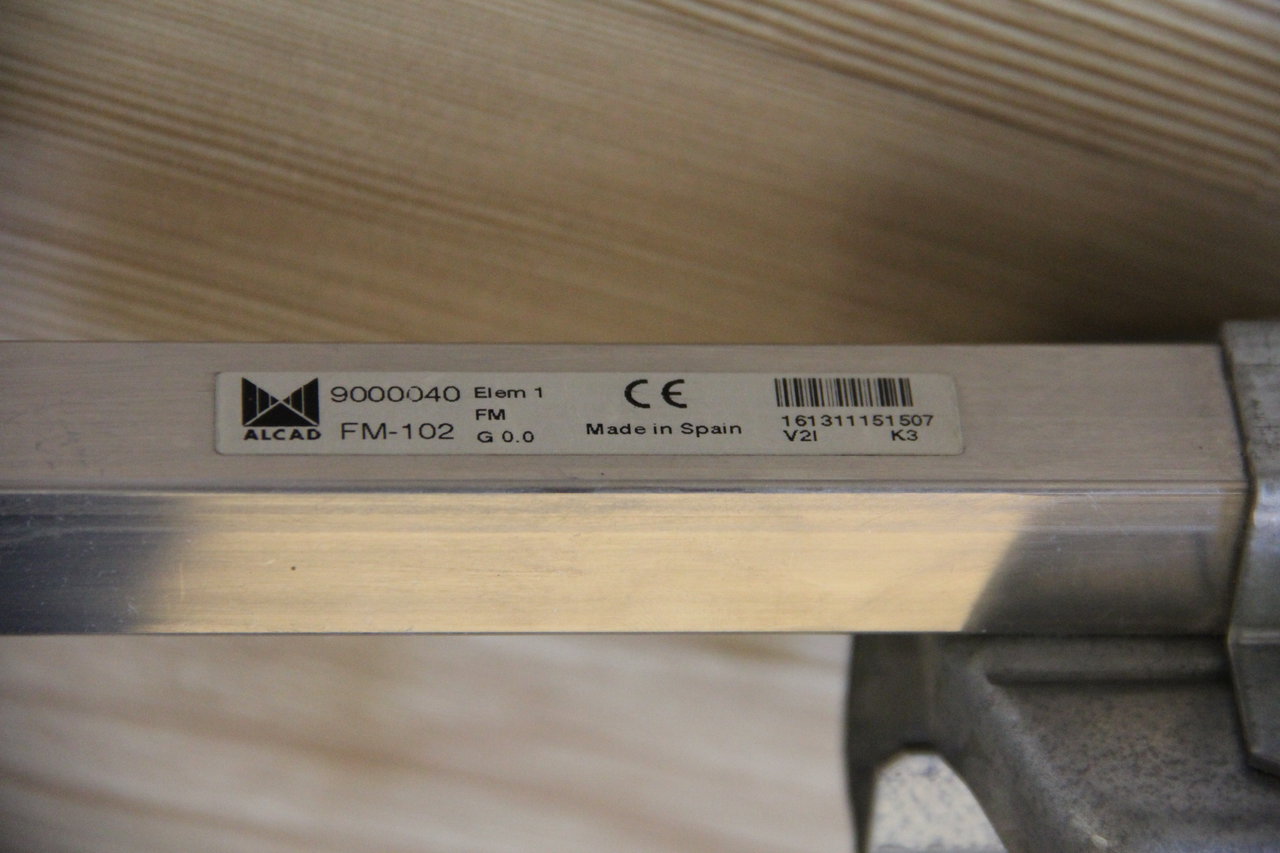 ALCAD
9000040
FM-102
Elem 1
FM
G 0.0
CE
Made in Spain
161311151507
V2I K3